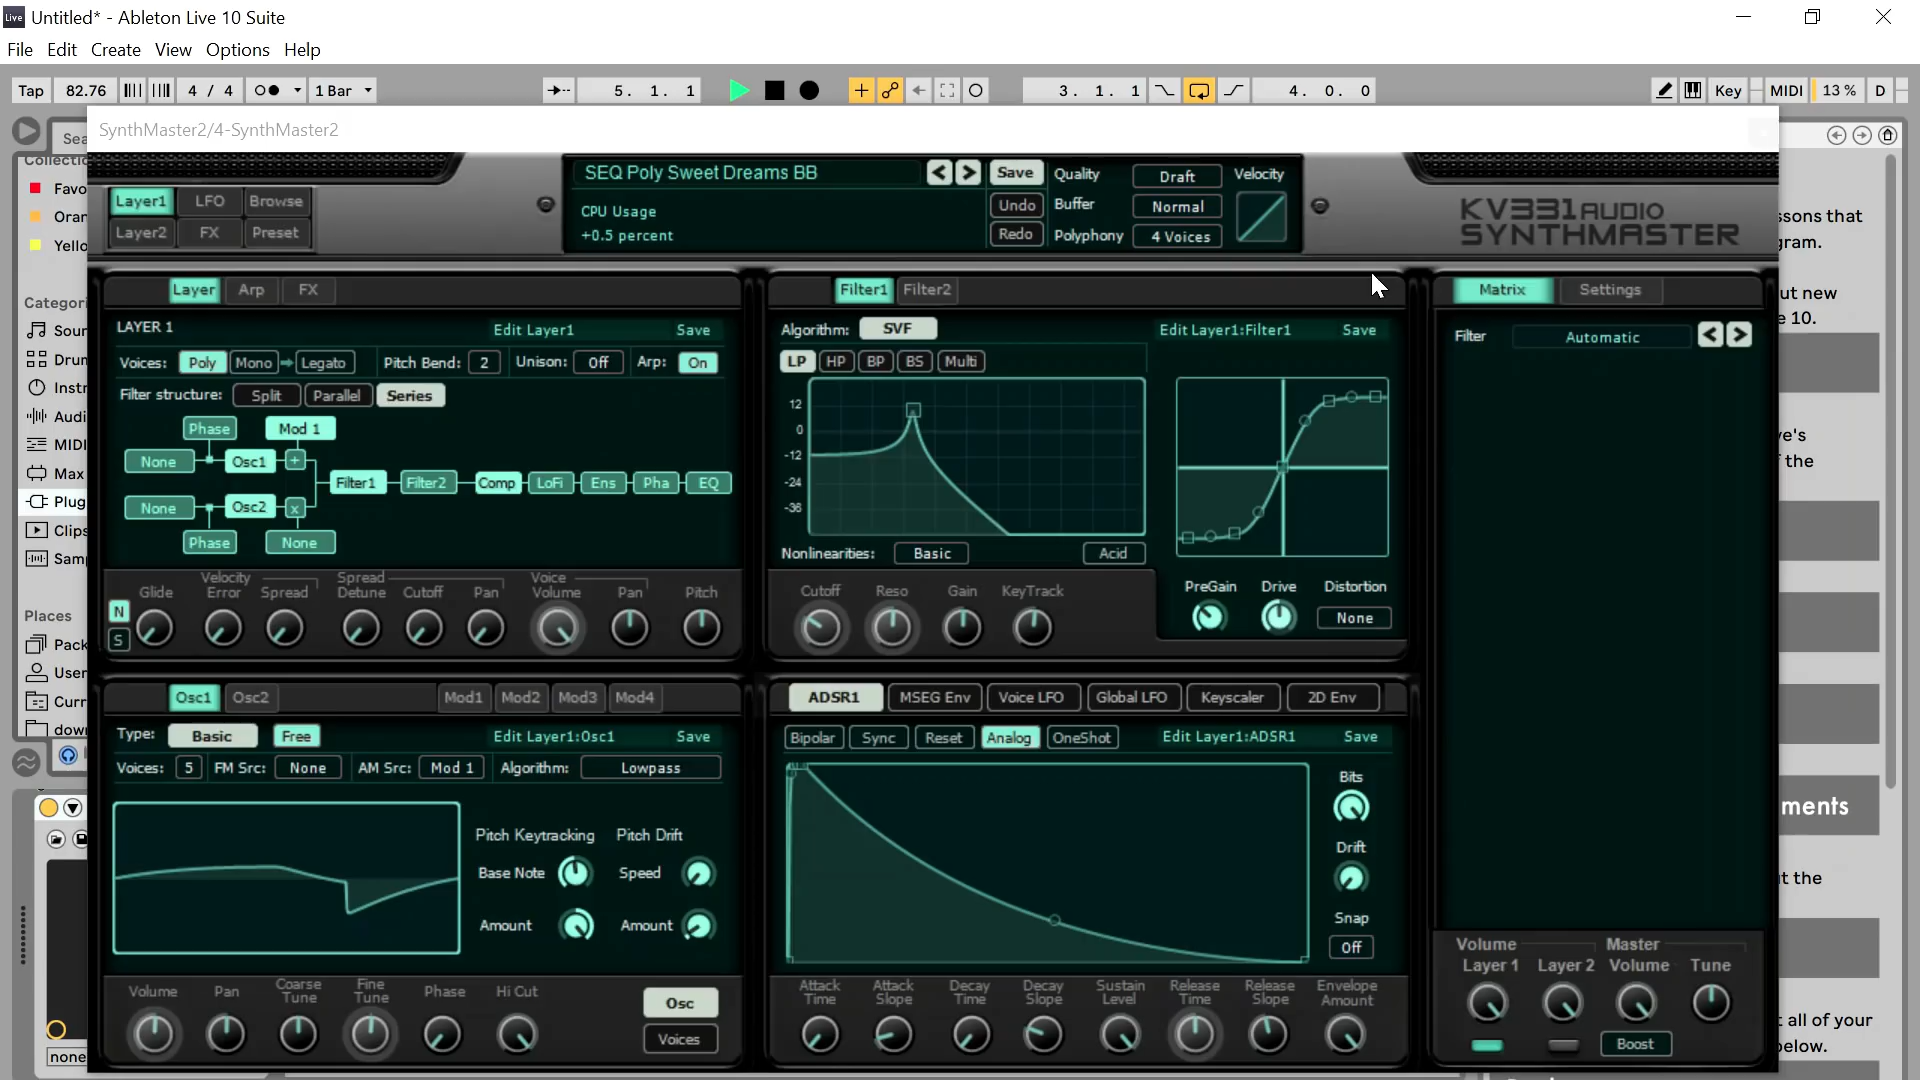 Live Untitled* - Ableton Live 10 Suite
File Edit Create View Options Help
Tap 82.76 4 / 4 1 Bar 5. 1. 1 3. 1. 1 4. 0. 0 Key MIDI 13 % D
SynthMaster2/4-SynthMaster2
SEQ Poly Sweet Dreams BB
CPU Usage
+0.5 percent
Save
Undo
Redo
Quality Draft
Buffer Normal
Polyphony 4 Voices
Velocity
KV331 AUDIO
SYNTHMASTER
Layer1 LFO Browse
Layer2 FX Preset
Layer Arp FX
LAYER 1 Edit Layer1 Save
Voices: Poly Mono Legato Pitch Bend: 2 Unison: Off Arp: On
Filter structure: Split Parallel Series
Phase Mod 1
None Osc1 +
Filter1 Filter2 Comp LoFi Ens Pha EQ
None Osc2 x
Phase None
Glide Velocity Error Spread Spread Detune Cutoff Pan Voice Volume Pan Pitch
N
S
Filter1 Filter2
Algorithm: SVF Edit Layer1:Filter1 Save
LP HP BP BS Multi
12
0
-12
-24
-36
Nonlinearities: Basic Acid
Cutoff Reso Gain KeyTrack
PreGain Drive Distortion
None
Matrix Settings
Filter Automatic
Osc1 Osc2 Mod1 Mod2 Mod3 Mod4
Type: Basic Free Edit Layer1:Osc1 Save
Voices: 5 FM Src: None AM Src: Mod 1 Algorithm: Lowpass
Pitch Keytracking Pitch Drift
Base Note Speed
Amount Amount
Volume Pan Coarse Tune Fine Tune Phase Hi Cut
Osc
Voices
ADSR1 MSEG Env Voice LFO Global LFO Keyscaler 2D Env
Bipolar Sync Reset Analog OneShot Edit Layer1:ADSR1 Save
Bits
Drift
Snap
Off
Attack Time Attack Slope Decay Time Decay Slope Sustain Level Release Time Release Slope Envelope Amount
Volume Master
Layer 1 Layer 2 Volume Tune
Boost
Sea
Collectio
Favo
Oran
Yello
Categori
Soun
Drum
Instr
Audi
MIDI
Max
Plug
Clips
Samp
Places
Pack
User
Curr
down
none
ssons that
gram.
ut new
e 10.
ve's
f the
ments
t the
t all of your
below.